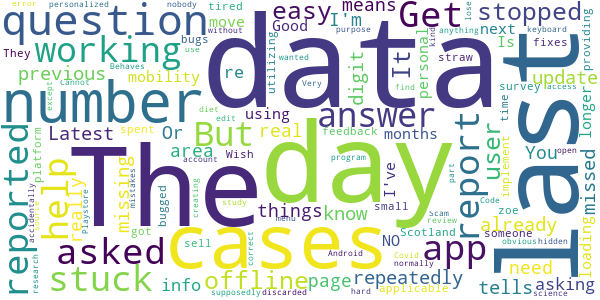 error personalized nobody easy means Get stopped lose
question tired I'm move next kind keyboard
They bugs Good Is use
working re It straw fixes providing
previous mobility utilizing digit personal update
Behaves Cannot Very survey without
number data answer last
except diet edit using real feedback months find time longer
reported Latest spent But report user missed access
platform Or area I've You implement open
help really missing Wish things know small part
The day bugged got account program already zoe loading
accidentally mistakes creating men� Scotland someone
asked cases app Code obvious hidden
Playstore sell study correct NO Scam review
stuck info offline page repeatedly need
research supposedly discarded Android Covid normally tells asking
hard applicable purpose wanted anything science